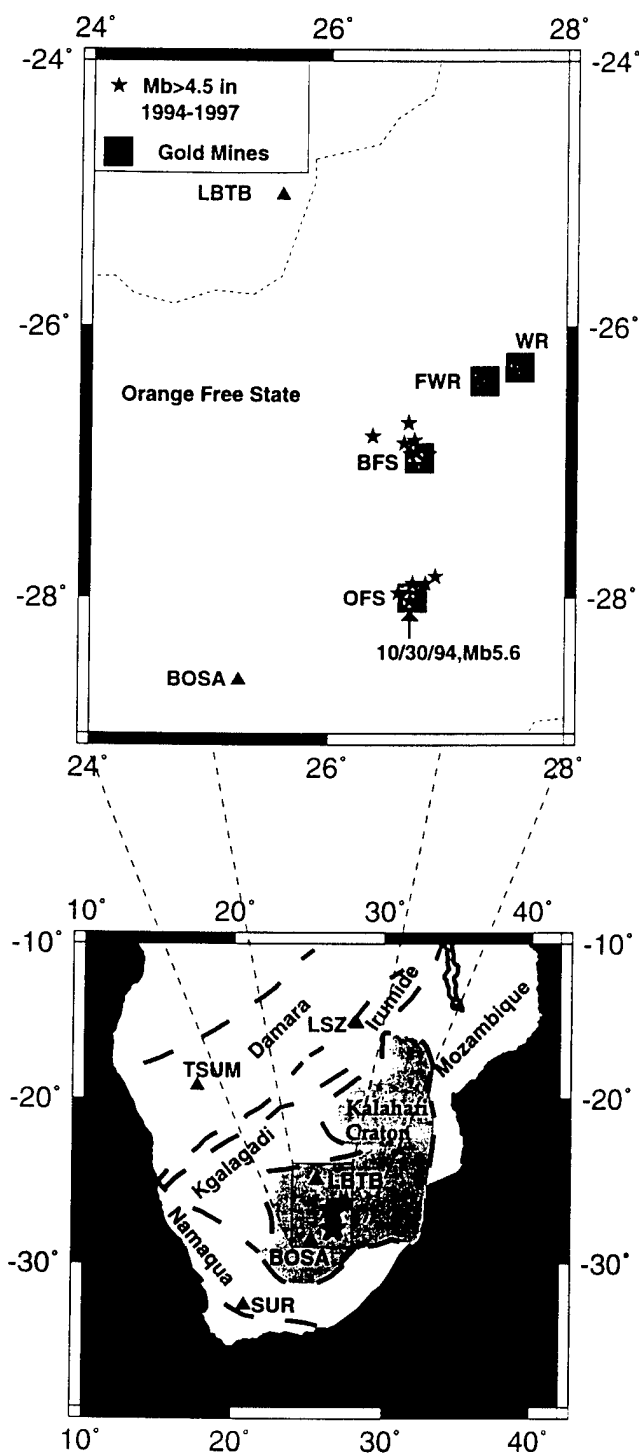 -24˚
26˚
28˚
-24˚
Mb>4.5 in
1994-1997
Gold Mines
LBTB
-26˚
-26˚
WR
FWR
Orange Free State
BFS
OFS
-28˚
-28˚
10/30/94,Mb5.6
BOSA
24˚
26˚
28˚
10˚
20˚
30˚
40˚
-10˚
-10˚
Damara
LSZ
Irumide
Mozambique
TSUM
-20˚
-20˚
Kalahari
Craton
Kgalagadi
LBTB
Namaqua
BOSA
-30˚
-30˚
SUR
10˚
20˚
30˚
40˚